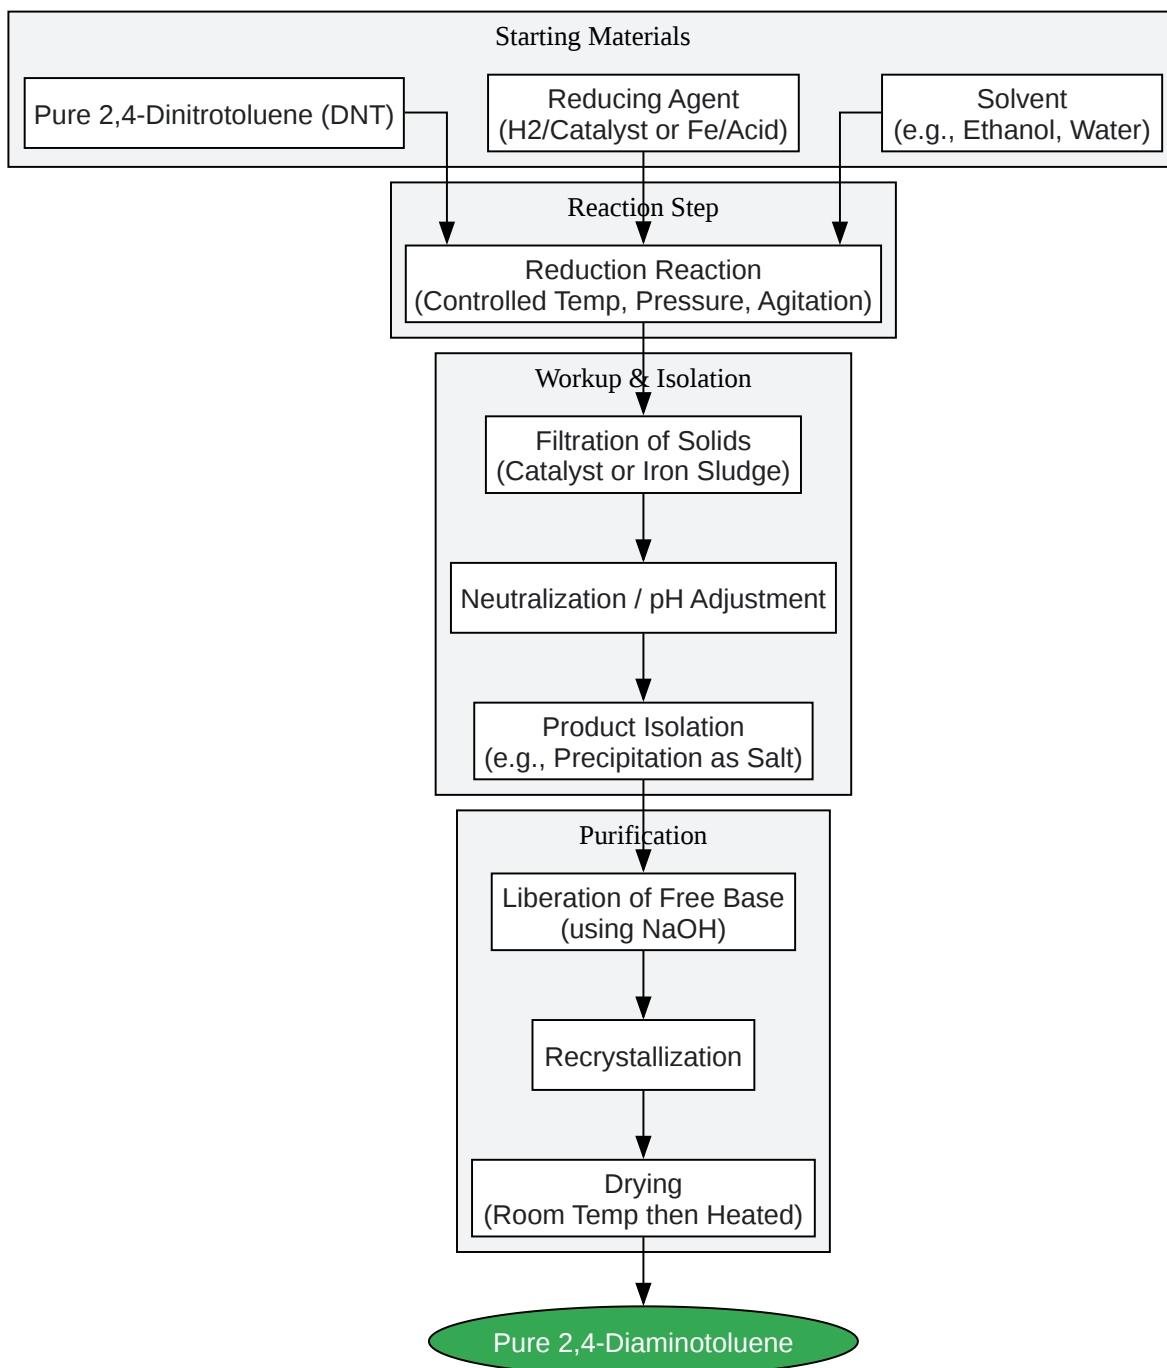 Starting Materials
Pure 2,4-Dinitrotoluene (DNT)
Reducing Agent
(H2/Catalyst or Fe/Acid)
Solvent
(e.g., Ethanol, Water)
Reaction Step
Reduction Reaction
(Controlled Temp, Pressure, Agitation)
Workup & Isolation
Filtration of Solids
(Catalyst or Iron Sludge)
Neutralization / pH Adjustment
Product Isolation
(e.g., Precipitation as Salt)
Purification
Liberation of Free Base
(using NaOH)
Recrystallization
Drying
(Room Temp then Heated)
Pure 2,4-Diaminotoluene